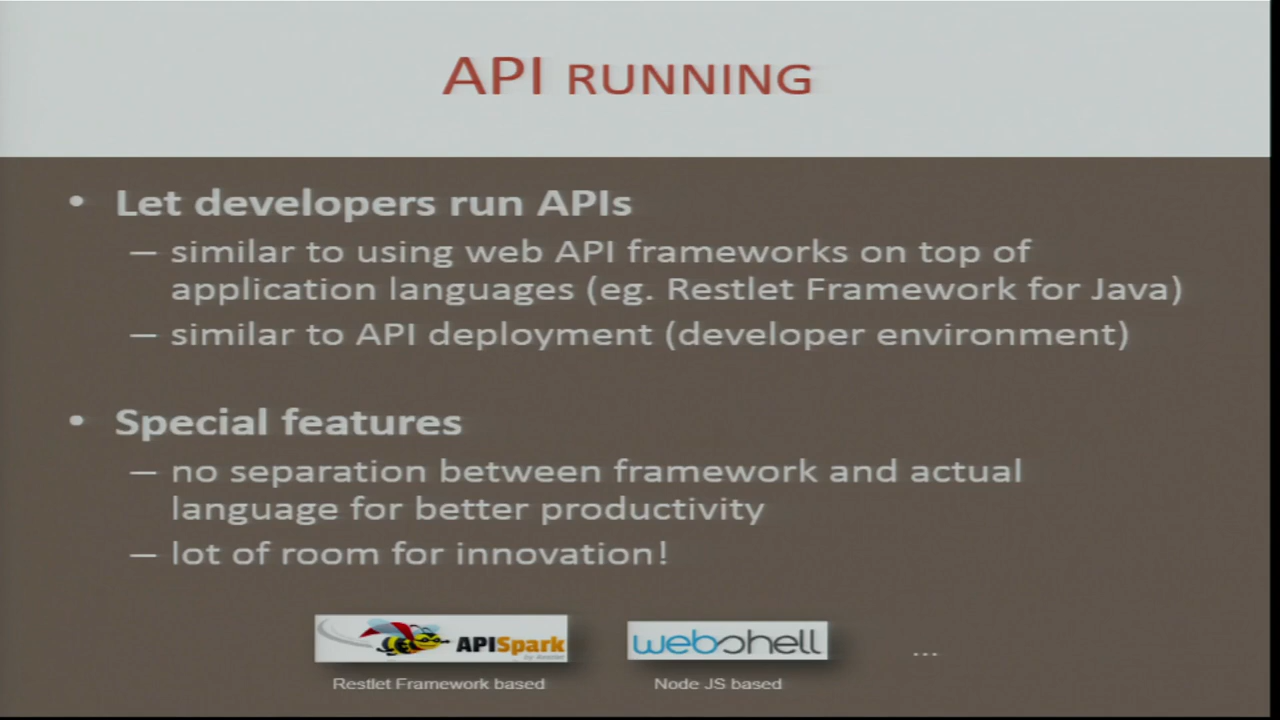 API RUNNING
• Let developers run APIs
– similar to using web API frameworks on top of
application languages (eg. Restlet Framework for Java)
– similar to API deployment (developer environment)
• Special features
– no separation between framework and actual
language for better productivity
– lot of room for innovation!
APISpark
by Restlet
webshell
...
Restlet Framework based
Node JS based